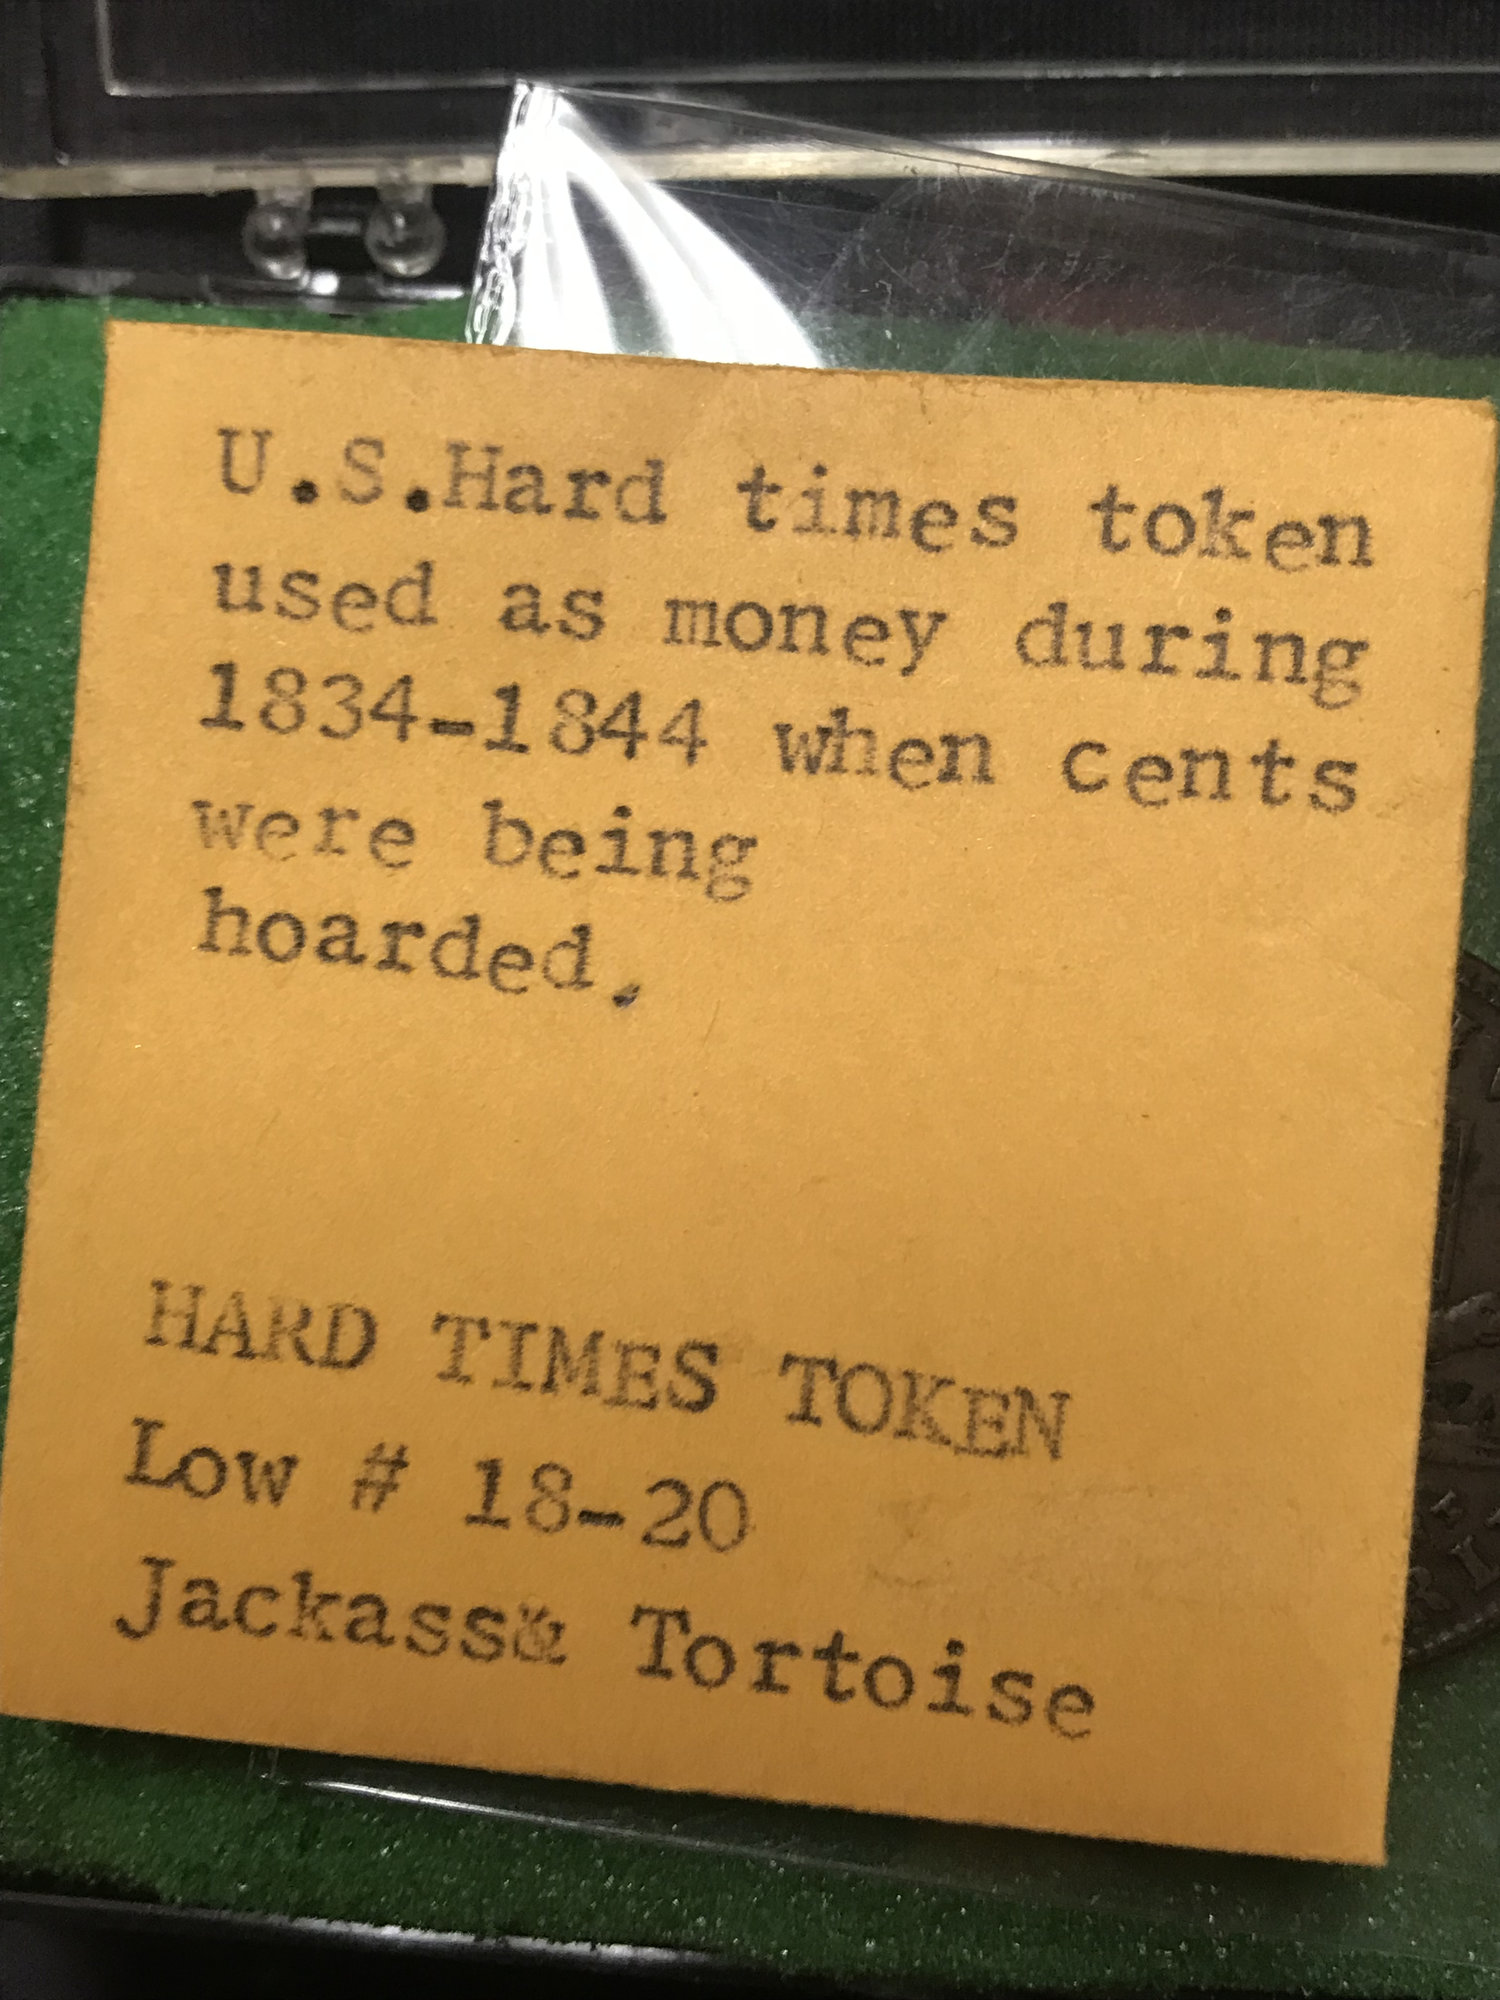 U.S.Hard times token
used as money during
1834-1844 when cents
were being
hoarded.
HARD TIMES TOKEN
Low # 18-20
Jackass& Tortoise